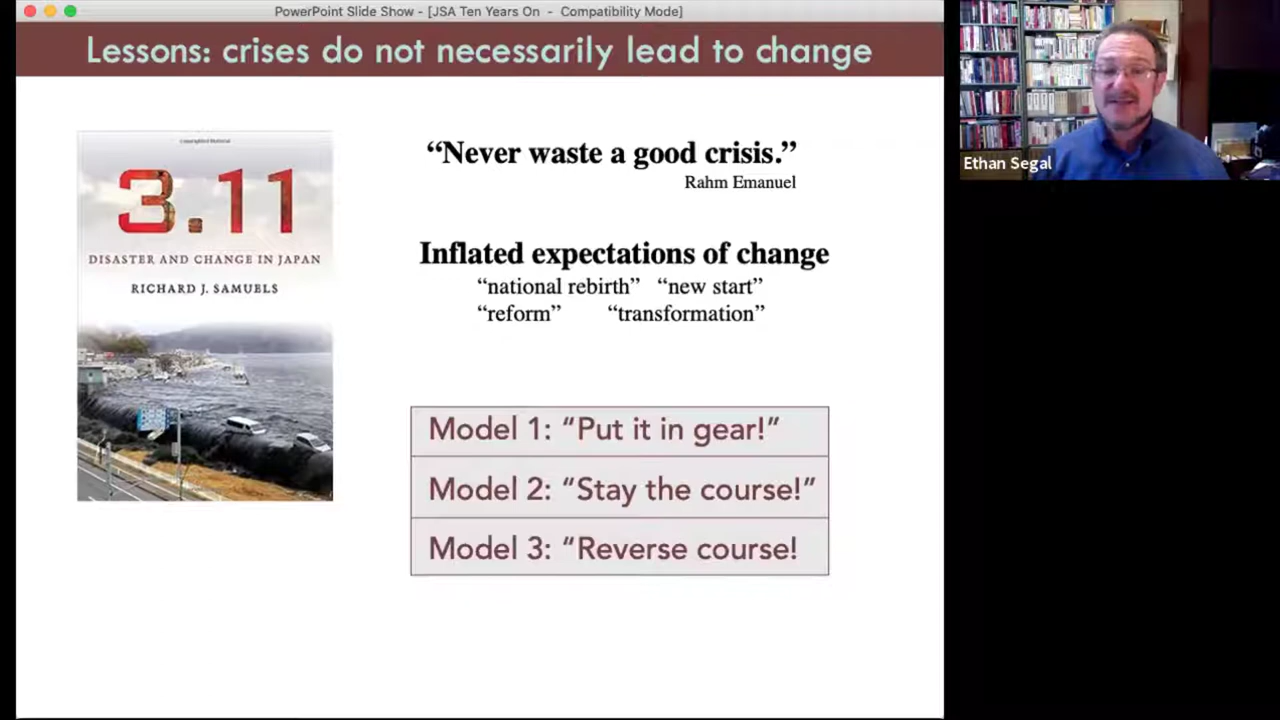 PowerPoint Slide Show - [JSA Ten Years On - Compatibility Mode]
Lessons: crises do not necessarily lead to change
Copyrighted Material
3.11
DISASTER AND CHANGE IN JAPAN
RICHARD J. SAMUELS
“Never waste a good crisis.”
Rahm Emanuel
Inflated expectations of change
“national rebirth” “new start”
“reform” “transformation”
Model 1: “Put it in gear!”
Model 2: “Stay the course!”
Model 3: “Reverse course!
Ethan Segal